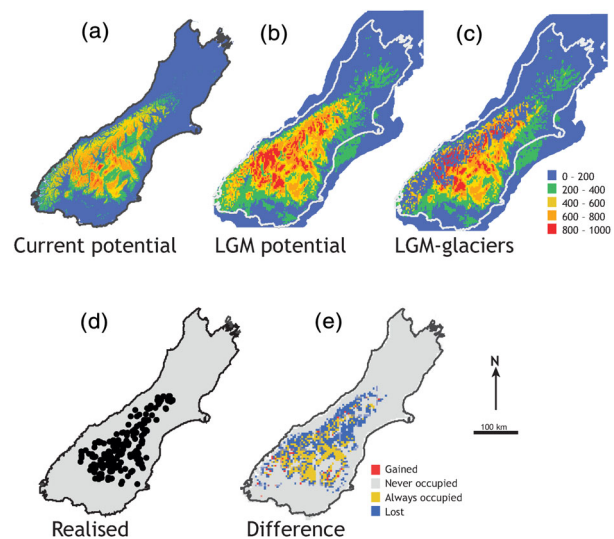 (a)
(b)
(c)
0 - 200
200 - 400
400 - 600
600 - 800
800 - 1000
Current potential
LGM potential
LGM-glaciers
(d)
(e)
N
100 km
Gained
Never occupied
Always occupied
Lost
Realised
Difference